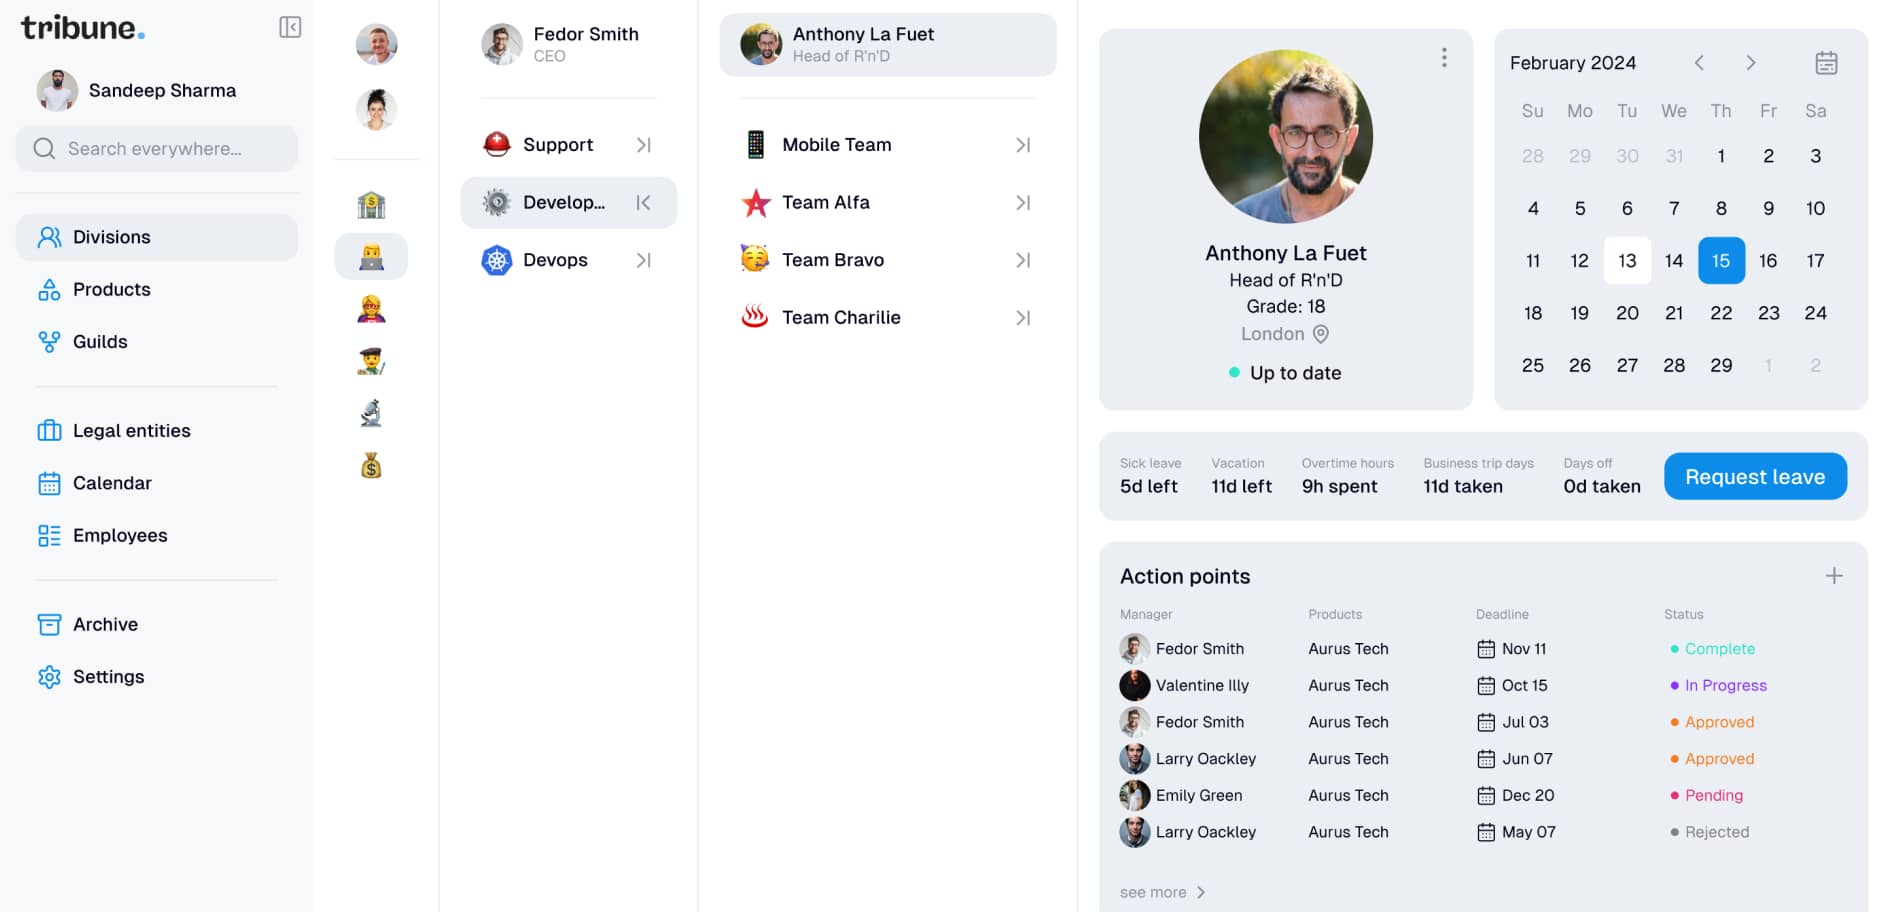 tribune.
Sandeep Sharma
Search everywhere...
Divisions
Products
Guilds
Legal entities
Calendar
Employees
Archive
Settings
Fedor Smith
CEO
Support
Develop...
Devops
Anthony La Fuet
Head of R'n'D
Mobile Team
Team Alfa
Team Bravo
Team Charilie
Anthony La Fuet
Head of R'n'D
Grade: 18
London
Up to date
February 2024
Su Mo Tu We Th Fr Sa
28 29 30 31 1 2 3
4 5 6 7 8 9 10
11 12 13 14 15 16 17
18 19 20 21 22 23 24
25 26 27 28 29 1 2
Sick leave Vacation Overtime hours Business trip days Days off
5d left 11d left 9h spent 11d taken 0d taken
Request leave
Action points
Manager Products Deadline Status
Fedor Smith Aurus Tech Nov 11 Complete
Valentine Illy Aurus Tech Oct 15 In Progress
Fedor Smith Aurus Tech Jul 03 Approved
Larry Oackley Aurus Tech Jun 07 Approved
Emily Green Aurus Tech Dec 20 Pending
Larry Oackley Aurus Tech May 07 Rejected
see more